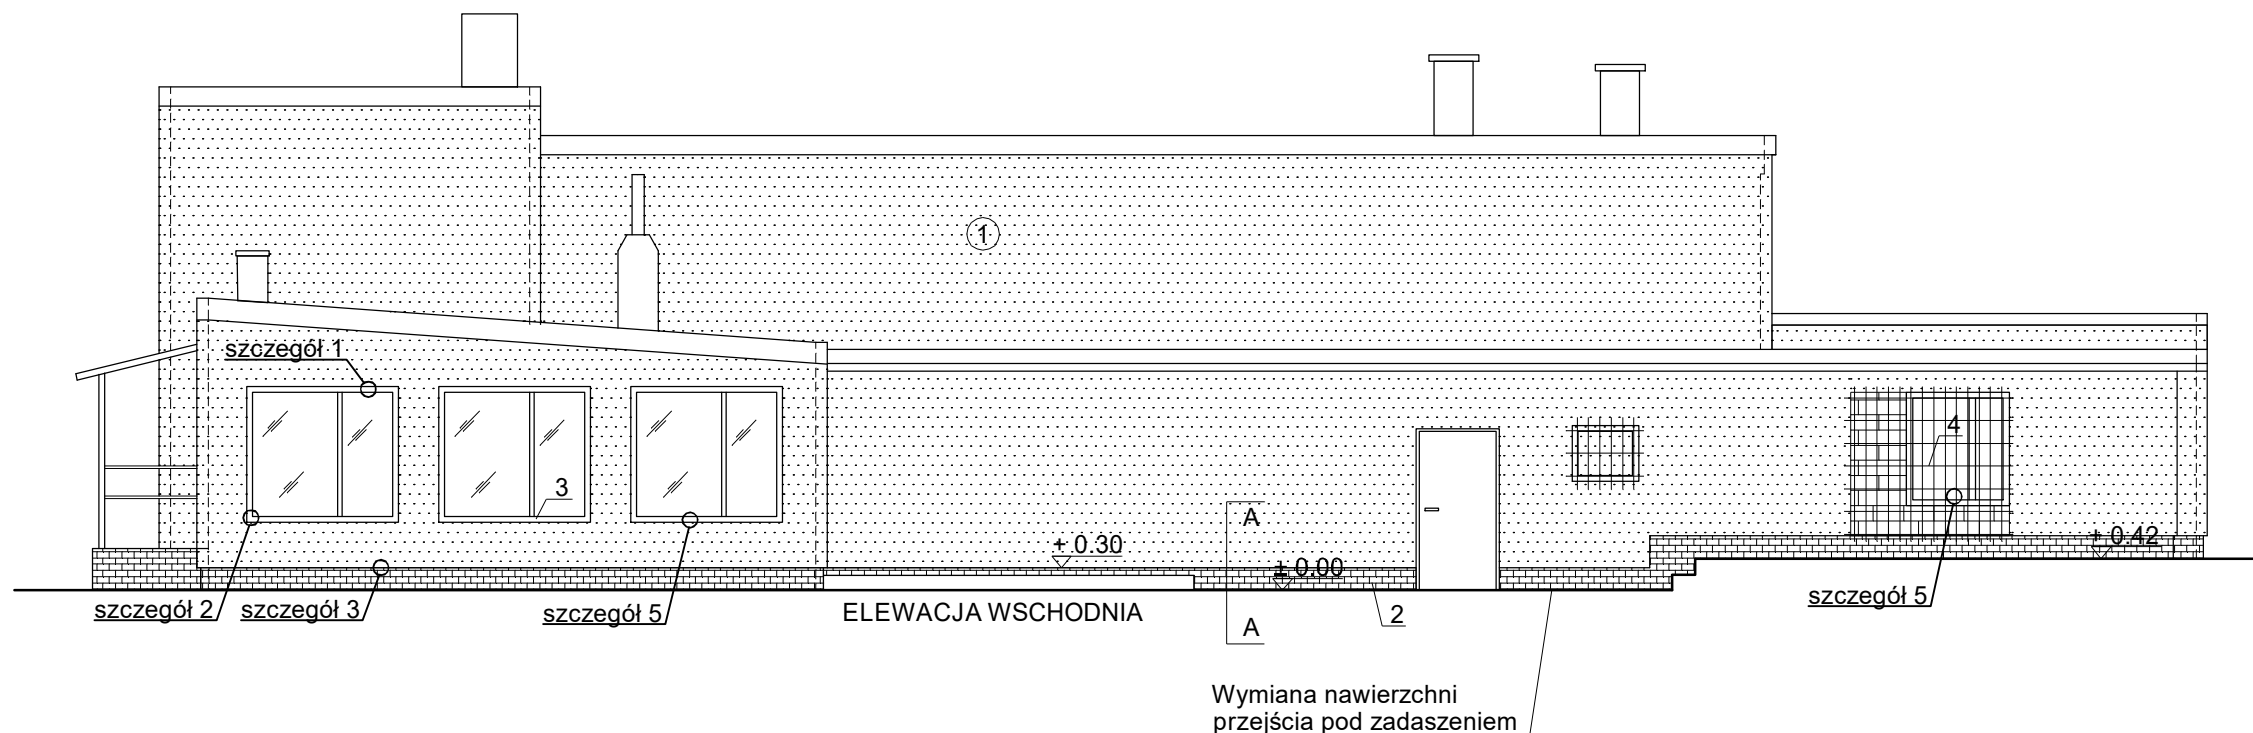 1
szczegół 1
4
3
A
+ 0.30
+ 0.42
± 0.00
szczegół 2
szczegół 3
szczegół 5
ELEWACJA WSCHODNIA
A
2
szczegół 5
Wymiana nawierzchni
przejścia pod zadaszeniem